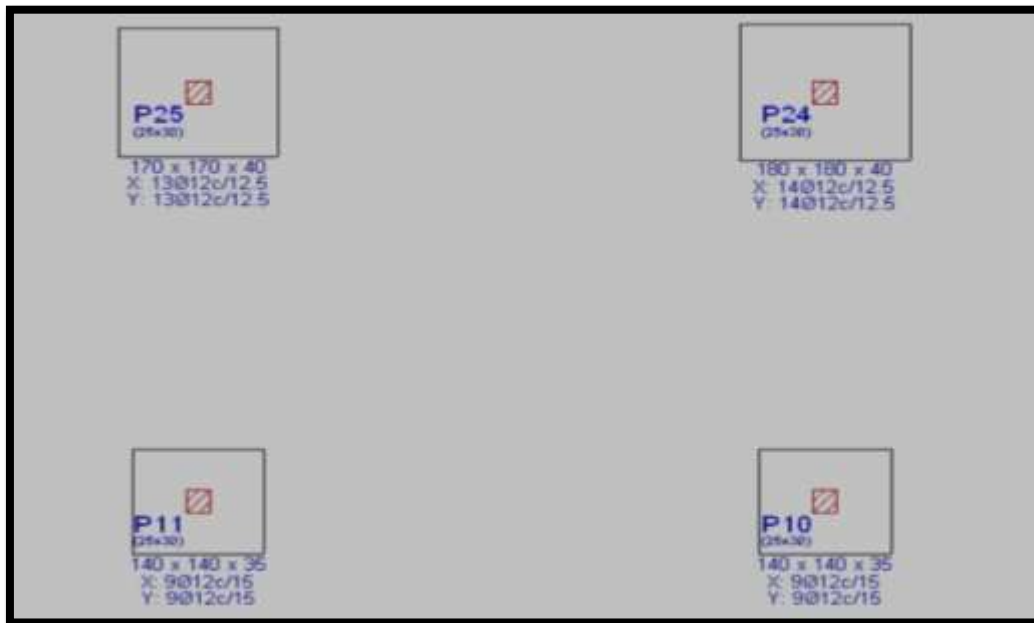 P25
(25x30)
170 x 170 x 40
X: 13Ø12c/12.5
Y: 13Ø12c/12.5
P24
(25x30)
180 x 180 x 40
X: 14Ø12c/12.5
Y: 14Ø12c/12.5
P11
(25x30)
140 x 140 x 35
X: 9Ø12c/15
Y: 9Ø12c/15
P10
(25x30)
140 x 140 x 35
X: 9Ø12c/15
Y: 9Ø12c/15